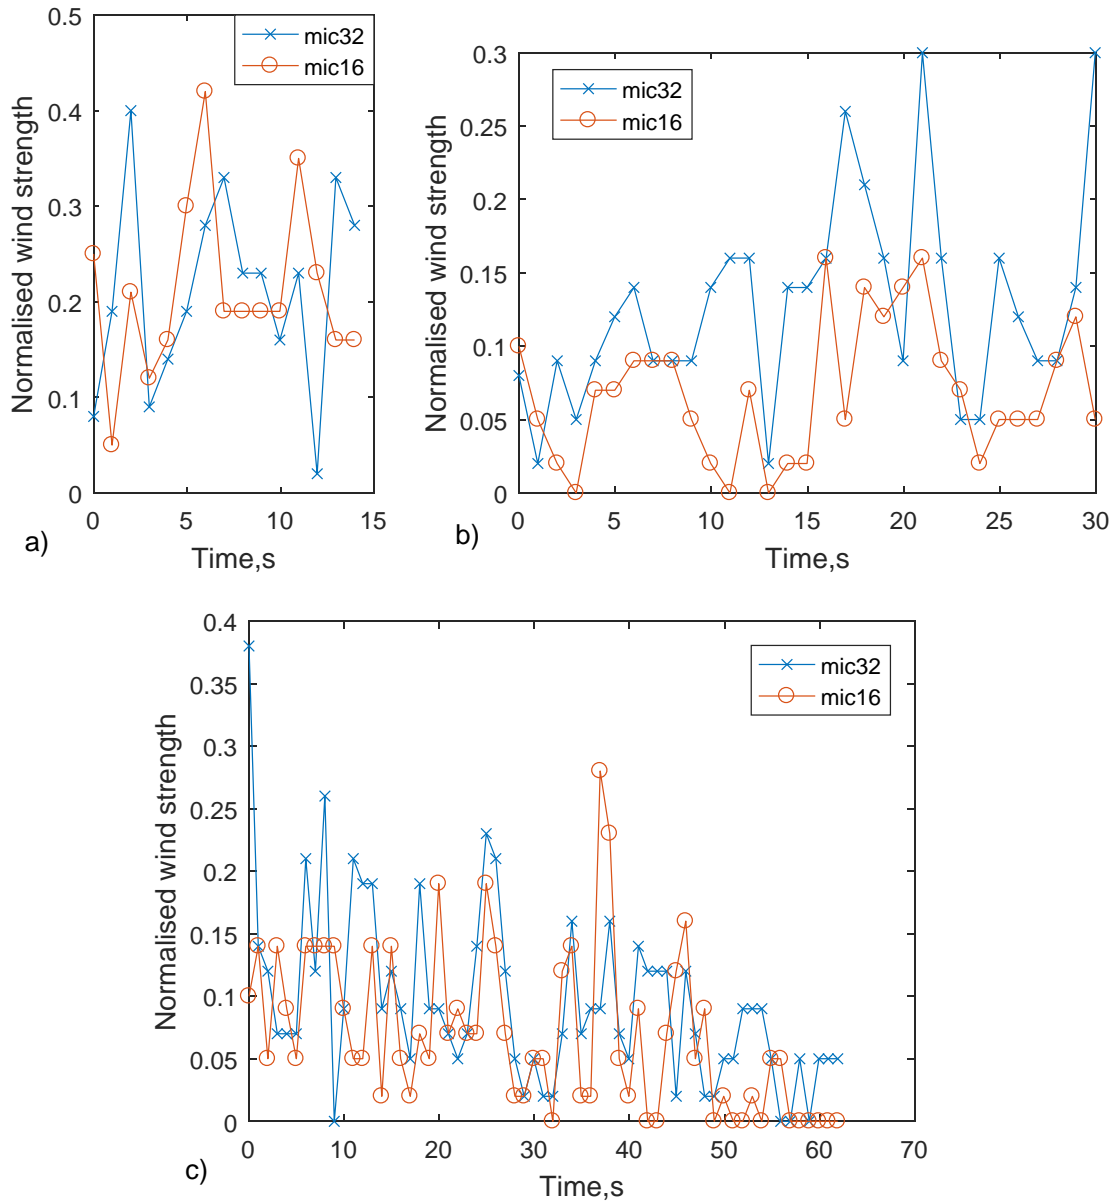 0.5
0.4
0.3
0.2
0.1
0
0 5 10 15
Normalised wind strength
Time,s
mic32
mic16
a)
0.3
0.25
0.2
0.15
0.1
0.05
0
0 5 10 15 20 25 30
Normalised wind strength
Time,s
mic32
mic16
b)
0.4
0.35
0.3
0.25
0.2
0.15
0.1
0.05
0
0 10 20 30 40 50 60 70
Normalised wind strength
Time,s
mic32
mic16
c)